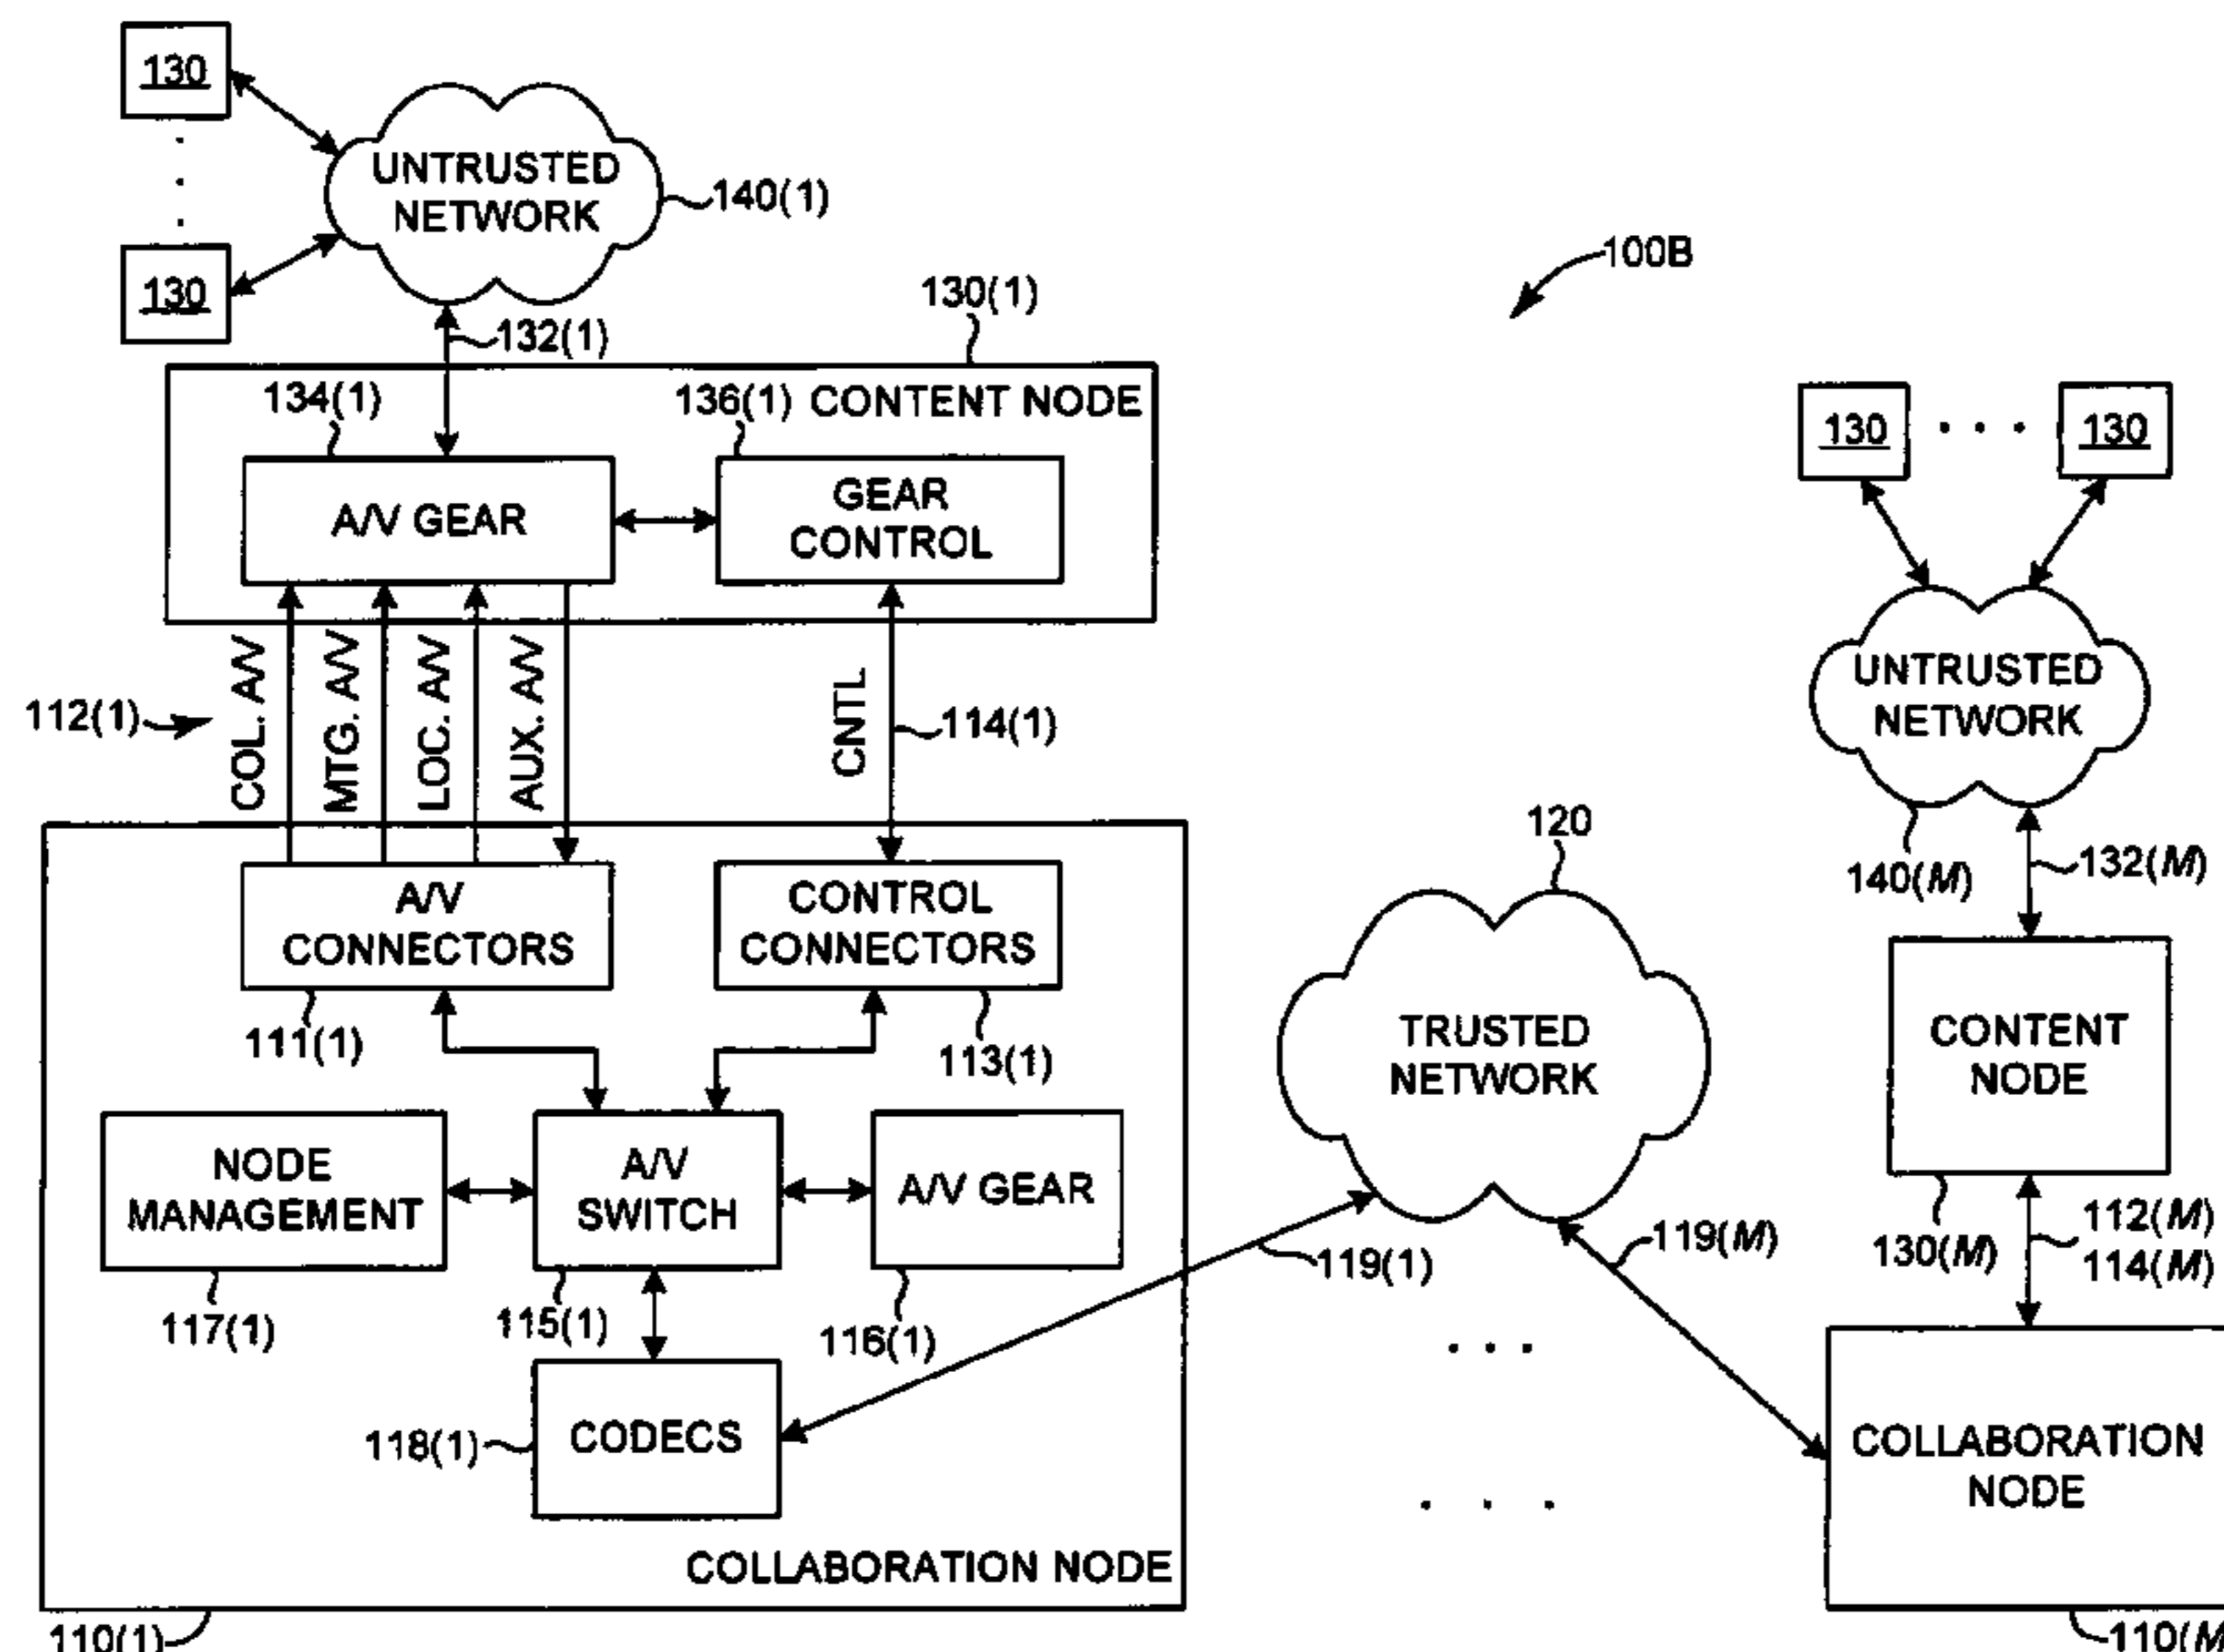 130
UNTRUSTED
NETWORK
140(1)
130
132(1)
130(1)
100B
134(1)
136(1)
CONTENT NODE
A/V GEAR
GEAR
CONTROL
130
130
COL. A/V
MTG. A/V
LOC. A/V
AUX. A/V
CNTL
112(1)
114(1)
UNTRUSTED
NETWORK
140(M)
132(M)
120
A/V
CONNECTORS
CONTROL
CONNECTORS
111(1)
113(1)
TRUSTED
NETWORK
CONTENT
NODE
NODE
MANAGEMENT
A/V
SWITCH
A/V GEAR
117(1)
115(1)
116(1)
119(1)
119(M)
130(M)
112(M)
114(M)
118(1)
CODECS
COLLABORATION
NODE
COLLABORATION NODE
110(1)
110(M